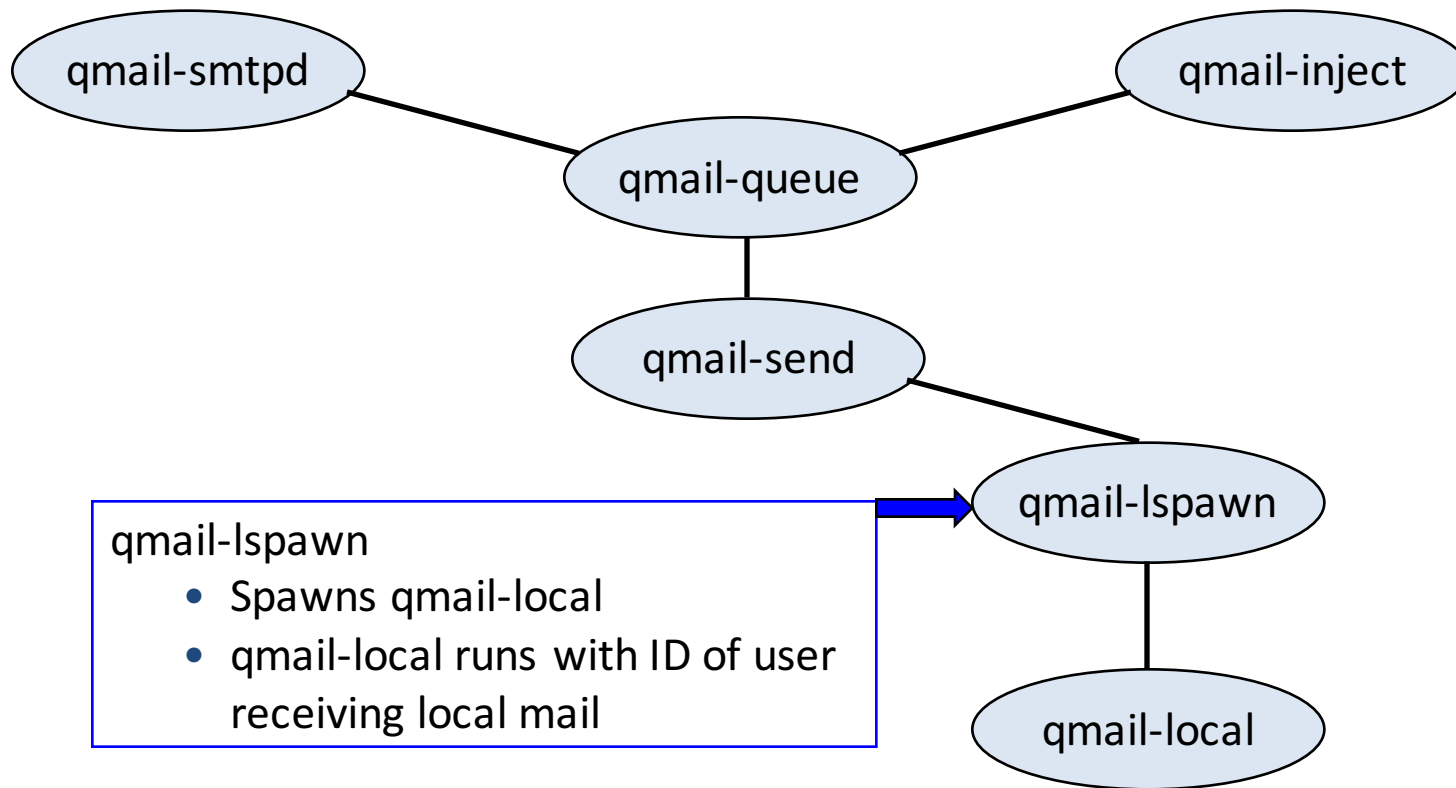 qmail-smtpd
qmail-inject
qmail-queue
qmail-send
qmail-lspawn
qmail-lspawn
• Spawns qmail-local
• qmail-local runs with ID of user
receiving local mail
qmail-local